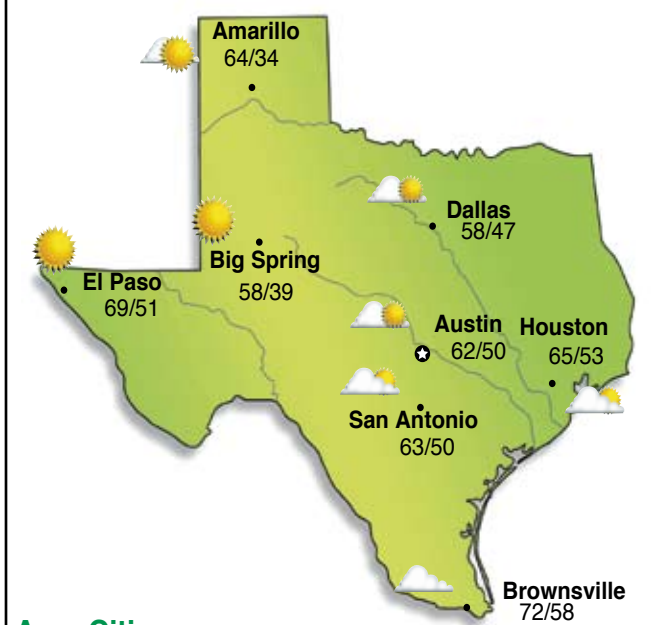 Amarillo
64/34
Dallas
58/47
Big Spring
58/39
El Paso
69/51
Austin
62/50
Houston
65/53
San Antonio
63/50
Brownsville
72/58